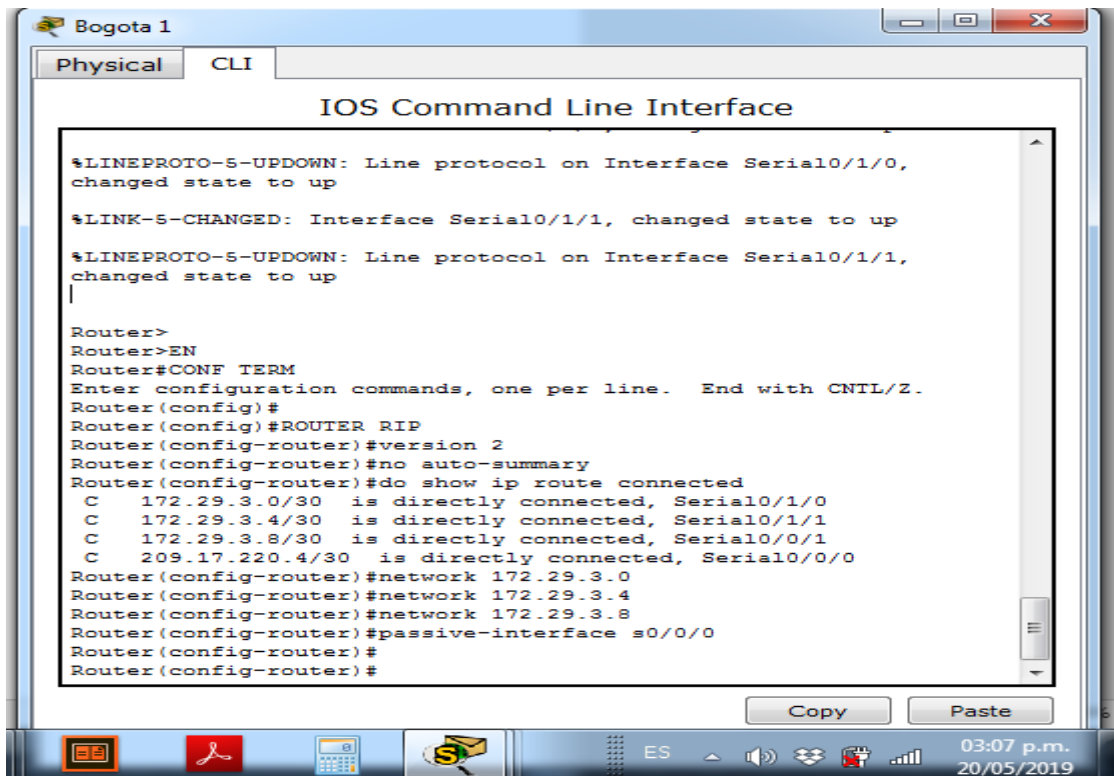 Bogota 1
Physical CLI
IOS Command Line Interface
%LINEPROTO-5-UPDOWN: Line protocol on Interface Serial0/1/0,
changed state to up
%LINK-5-CHANGED: Interface Serial0/1/1, changed state to up
%LINEPROTO-5-UPDOWN: Line protocol on Interface Serial0/1/1,
changed state to up
Router>
Router>EN
Router#CONF TERM
Enter configuration commands, one per line.  End with CNTL/Z.
Router(config)#
Router(config)#ROUTER RIP
Router(config-router)#version 2
Router(config-router)#no auto-summary
Router(config-router)#do show ip route connected
C    172.29.3.0/30  is directly connected, Serial0/1/0
C    172.29.3.4/30  is directly connected, Serial0/1/1
C    172.29.3.8/30  is directly connected, Serial0/0/1
C    209.17.220.4/30  is directly connected, Serial0/0/0
Router(config-router)#network 172.29.3.0
Router(config-router)#network 172.29.3.4
Router(config-router)#network 172.29.3.8
Router(config-router)#passive-interface s0/0/0
Router(config-router)#
Router(config-router)#
Copy Paste
ES 03:07 p.m.
20/05/2019